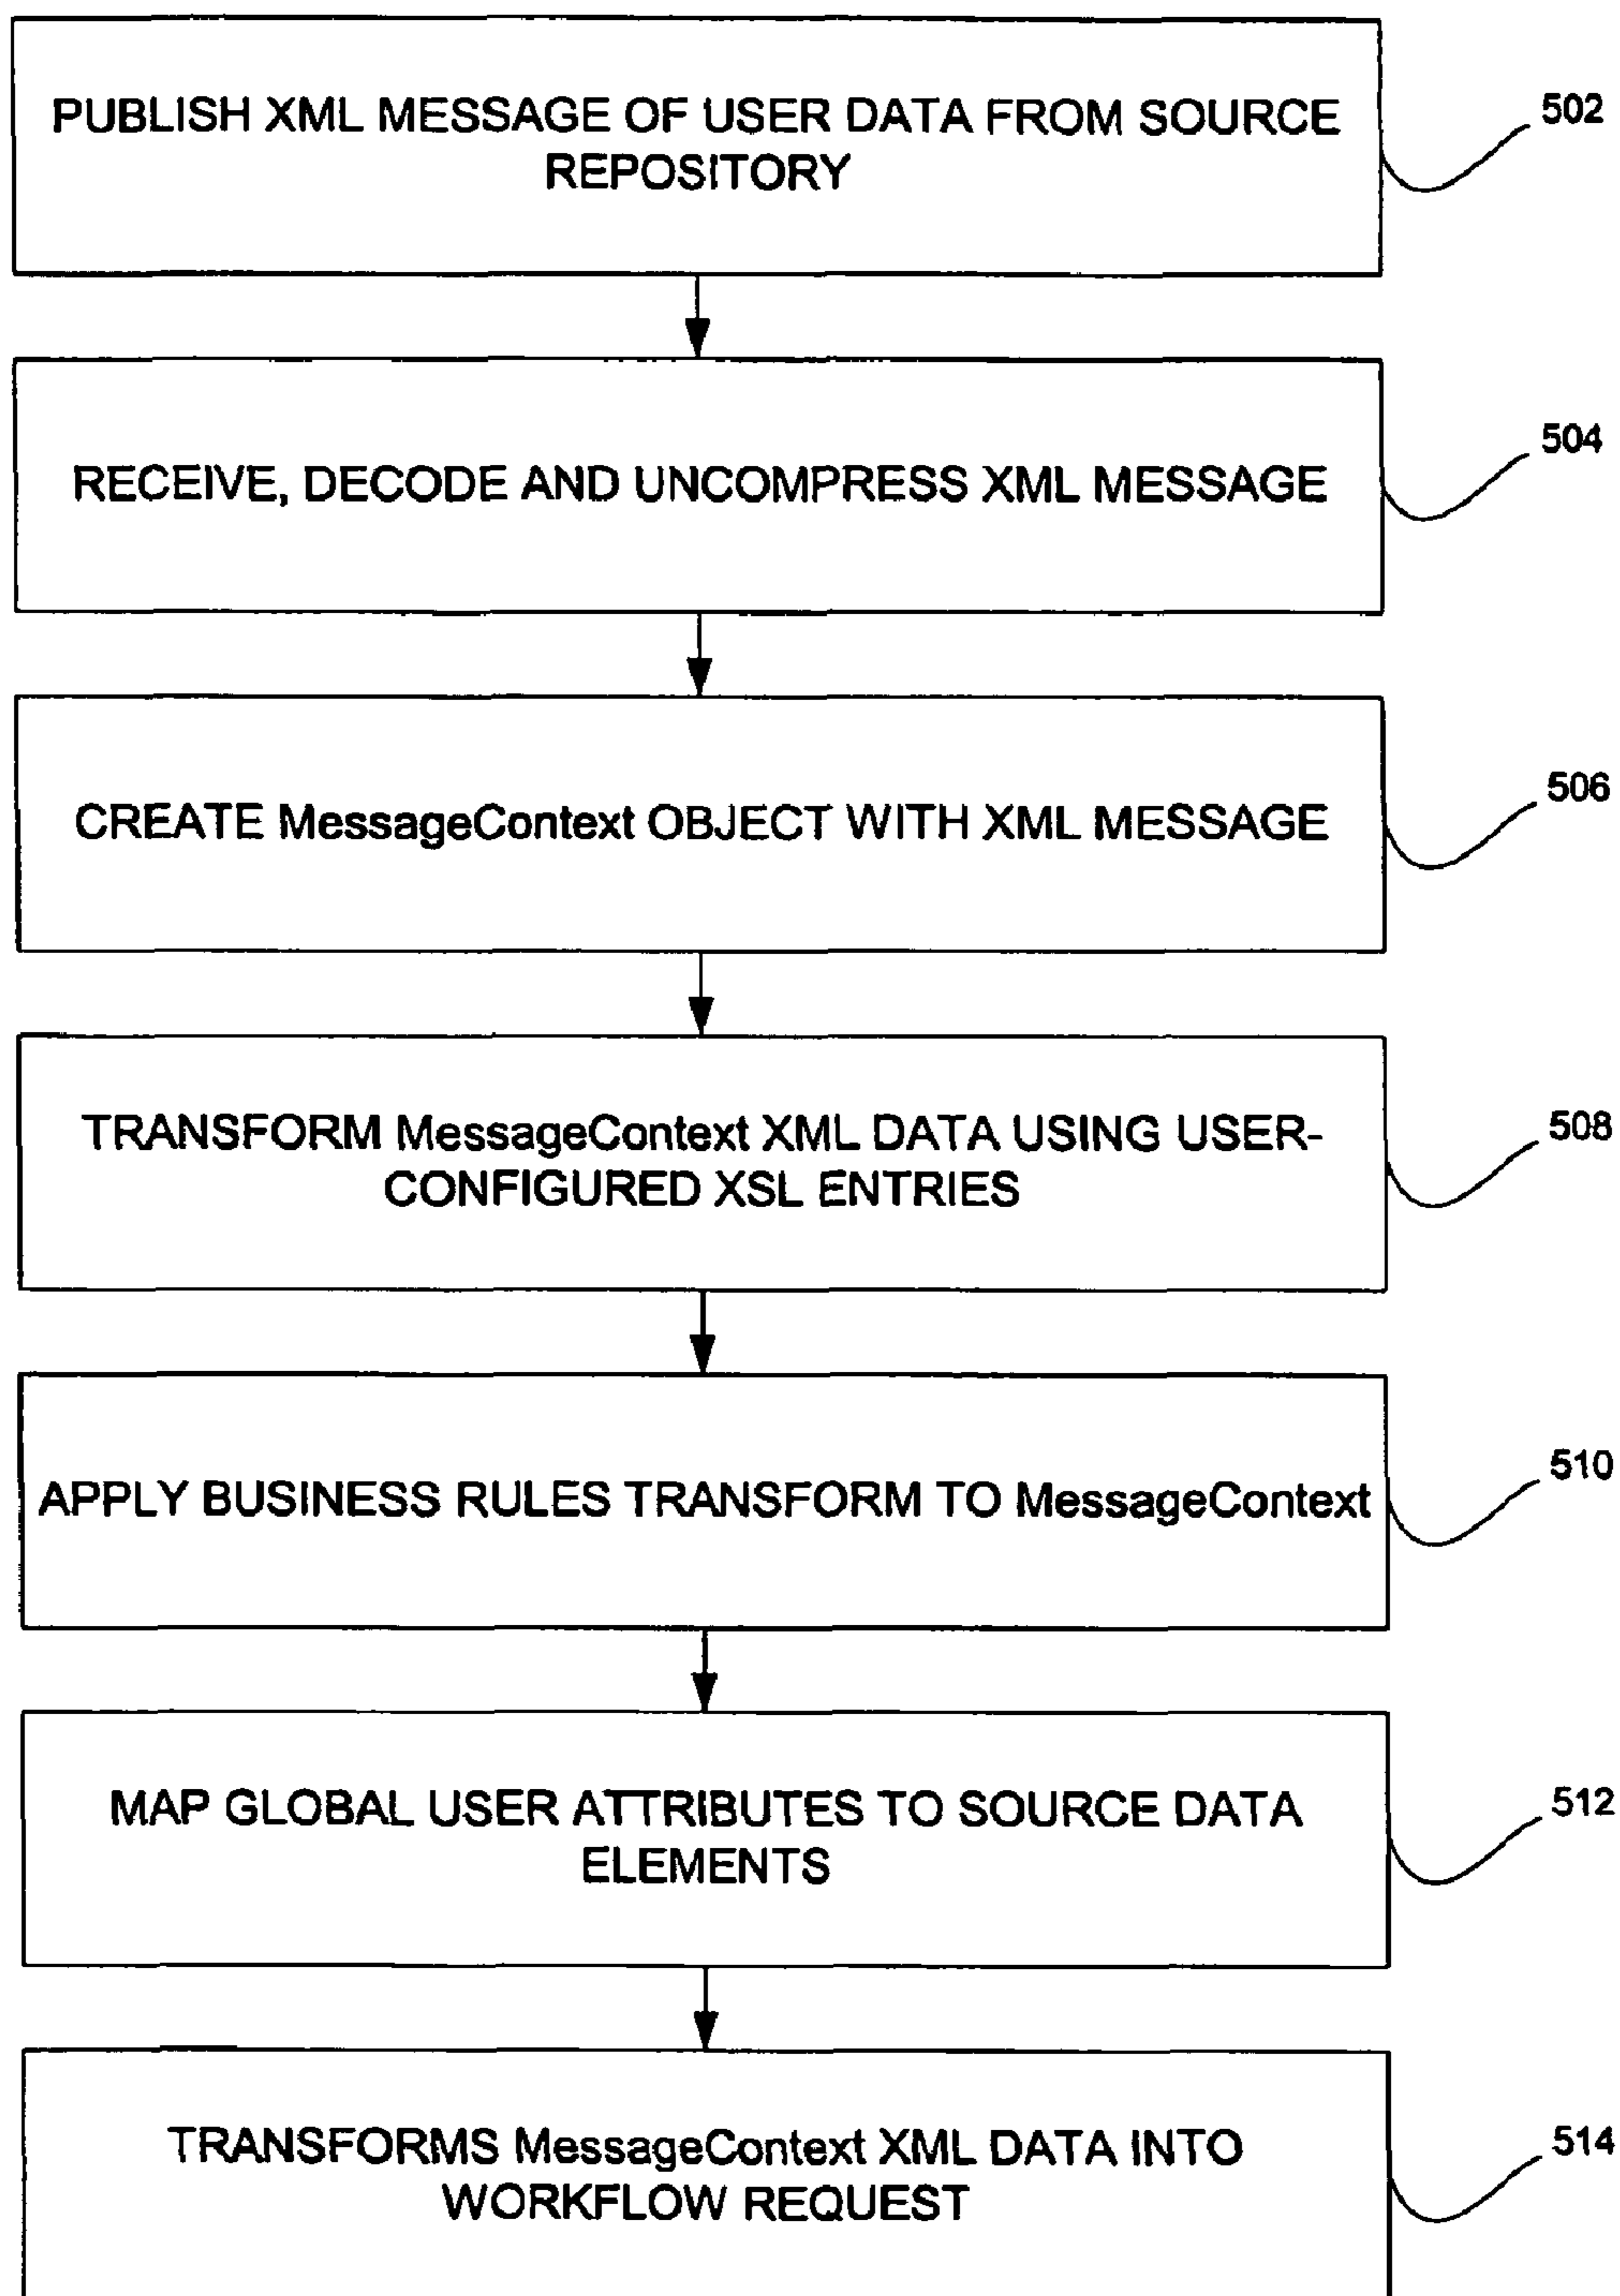 PUBLISH XML MESSAGE OF USER DATA FROM SOURCE
REPOSITORY
502
RECEIVE, DECODE AND UNCOMPRESS XML MESSAGE
504
CREATE MessageContext OBJECT WITH XML MESSAGE
506
TRANSFORM MessageContext XML DATA USING USER-
CONFIGURED XSL ENTRIES
508
APPLY BUSINESS RULES TRANSFORM TO MessageContext
510
MAP GLOBAL USER ATTRIBUTES TO SOURCE DATA
ELEMENTS
512
TRANSFORMS MessageContext XML DATA INTO
WORKFLOW REQUEST
514